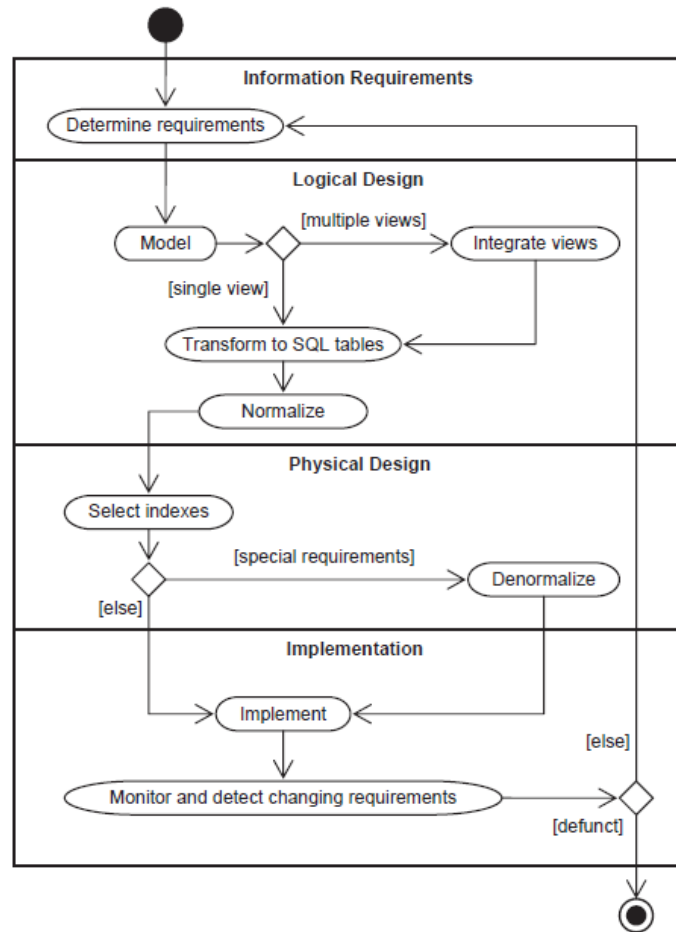 Information Requirements
Determine requirements
Logical Design
[multiple views]
Model
Integrate views
[single view]
Transform to SQL tables
Normalize
Physical Design
Select indexes
[special requirements]
Denormalize
[else]
Implementation
Implement
[else]
Monitor and detect changing requirements
[defunct]